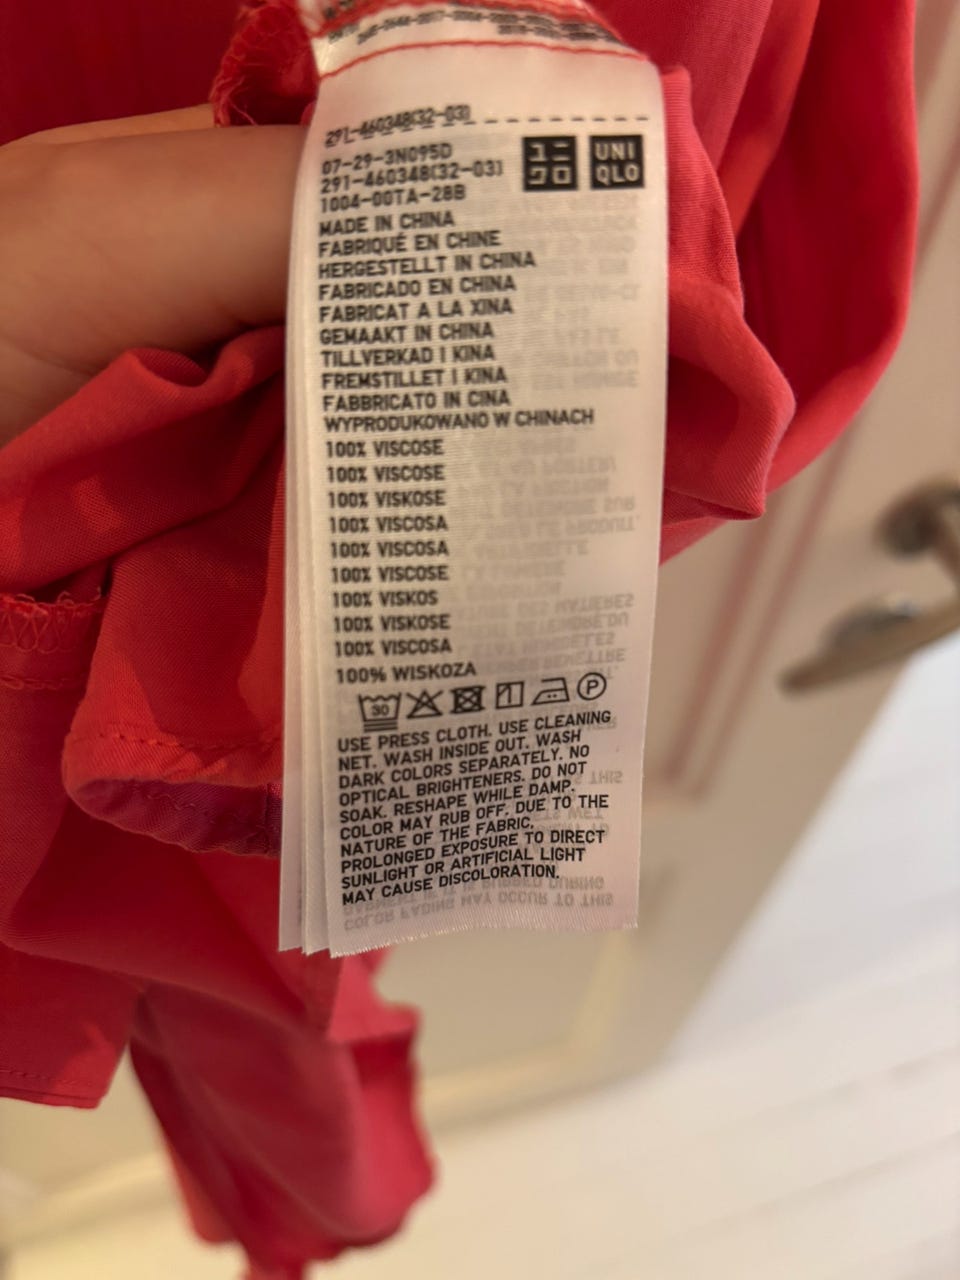 291-460348(32-03)
07-29-3N095D
291-460348(32-03)
1004-00TA-28B
ユニ
クロ
UNI
QLO
MADE IN CHINA
FABRIQUÉ EN CHINE
HERGESTELLT IN CHINA
FABRICADO EN CHINA
FABRICAT A LA XINA
GEMAAKT IN CHINA
TILLVERKAD I KINA
FREMSTILLET I KINA
FABBRICATO IN CINA
WYPRODUKOWANO W CHINACH
100% VISCOSE
100% VISCOSE
100% VISKOSE
100% VISCOSA
100% VISCOSA
100% VISCOSE
100% VISKOS
100% VISKOSE
100% VISCOSA
100% WISKOZA
30
P
USE PRESS CLOTH. USE CLEANING
NET. WASH INSIDE OUT. WASH
DARK COLORS SEPARATELY. NO
OPTICAL BRIGHTENERS. DO NOT
SOAK. RESHAPE WHILE DAMP.
COLOR MAY RUB OFF, DUE TO THE
NATURE OF THE FABRIC.
PROLONGED EXPOSURE TO DIRECT
SUNLIGHT OR ARTIFICIAL LIGHT
MAY CAUSE DISCOLORATION.